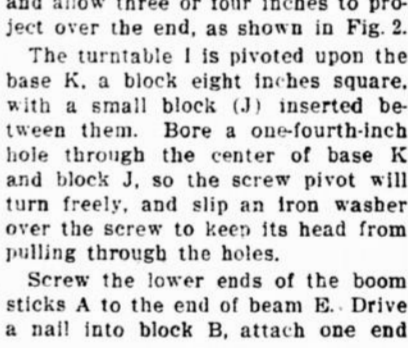 and allow three or four inches to pro-
ject over the end, as shown in Fig. 2.
The turntable I is pivoted upon the
base K, a block eight inches square,
with a small block (J) inserted be-
tween them. Bore a one-fourth-inch
hole through the center of base K
and block J, so the screw pivot will
turn freely, and slip an iron washer
over the screw to keep its head from
pulling through the holes.
Screw the lower ends of the boom
sticks A to the end of beam E. Drive
a nail into block B, attach one end